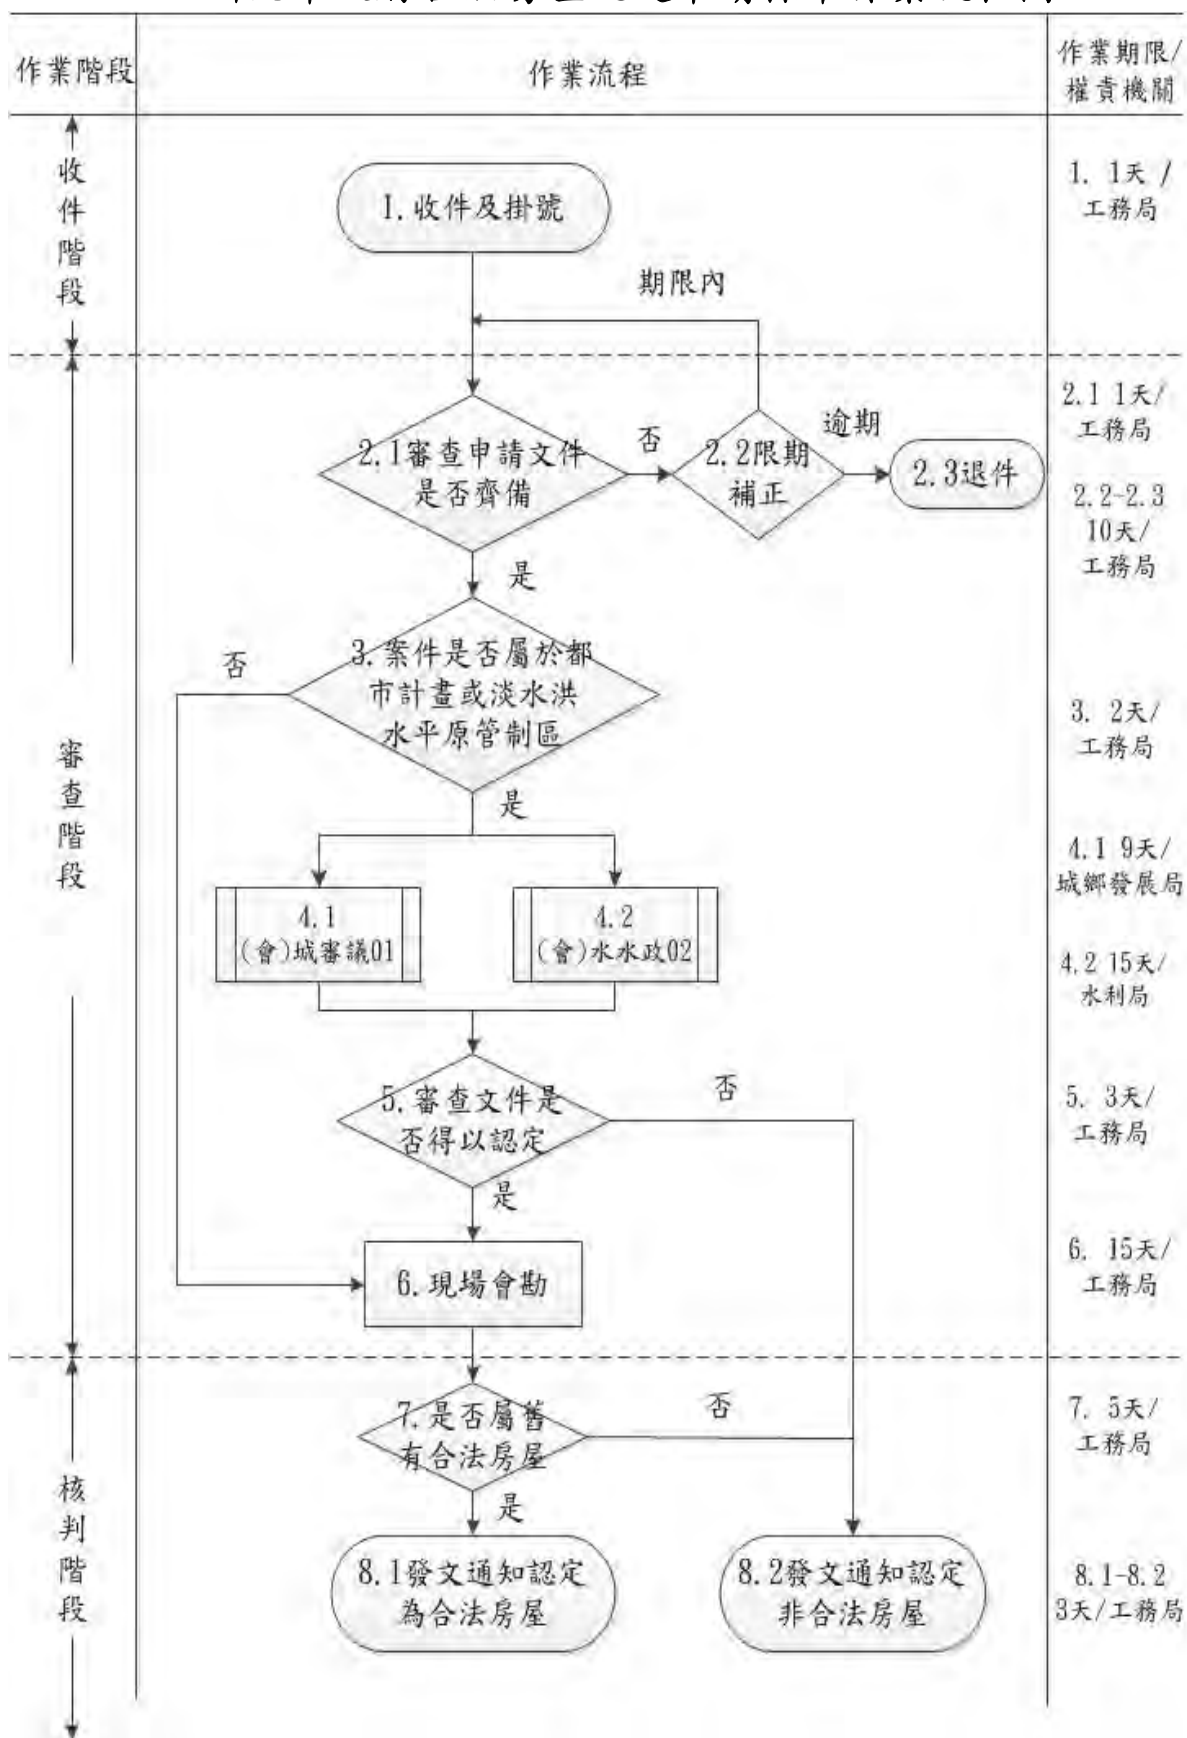 作業階段
作業流程
作業期限/
權責機關
收件階段
1.收件及掛號
1. 1天 /
工務局
期限內
審查階段
2.1審查申請文件
是否齊備
否
2.2限期
補正
逾期
2.3退件
2.1 1天/
工務局
2.2-2.3
10天/
工務局
是
3.案件是否屬於都
市計畫或淡水洪
水平原管制區
否
3. 2天/
工務局
是
4.1
(會)城審議01
4.2
(會)水水政02
4.1 9天/
城鄉發展局
4.2 15天/
水利局
5.審查文件是
否得以認定
否
5. 3天/
工務局
是
6.現場會勘
6. 15天/
工務局
核判階段
7.是否屬舊
有合法房屋
否
7. 5天/
工務局
是
8.1發文通知認定
為合法房屋
8.2發文通知認定
非合法房屋
8.1-8.2
3天/工務局